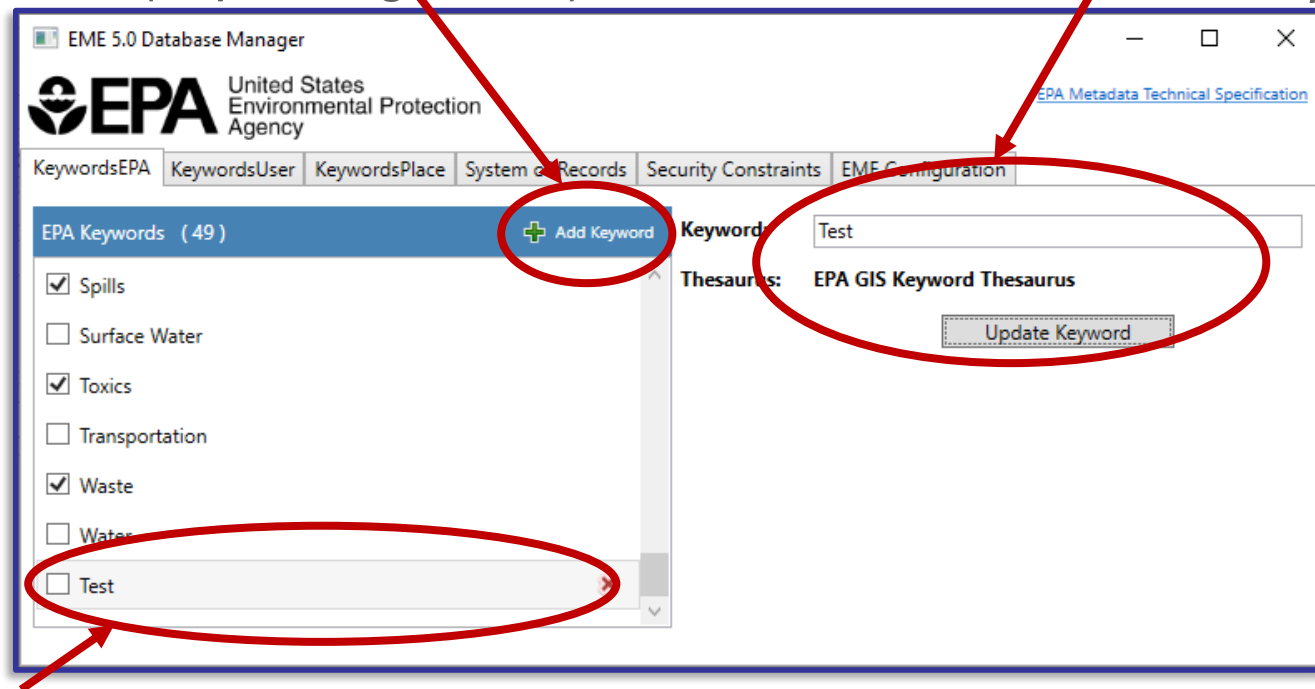 EME 5.0 Database Manager
EPA United States
Environmental Protection
Agency
EPA Metadata Technical Specification
KeywordsEPA KeywordsUser KeywordsPlace System of Records Security Constraints EME Configuration
EPA Keywords ( 49 ) Add Keyword
Keyword: Test
Spills
Thesaurus: EPA GIS Keyword Thesaurus
Surface Water
Update Keyword
Toxics
Transportation
Waste
Water
Test